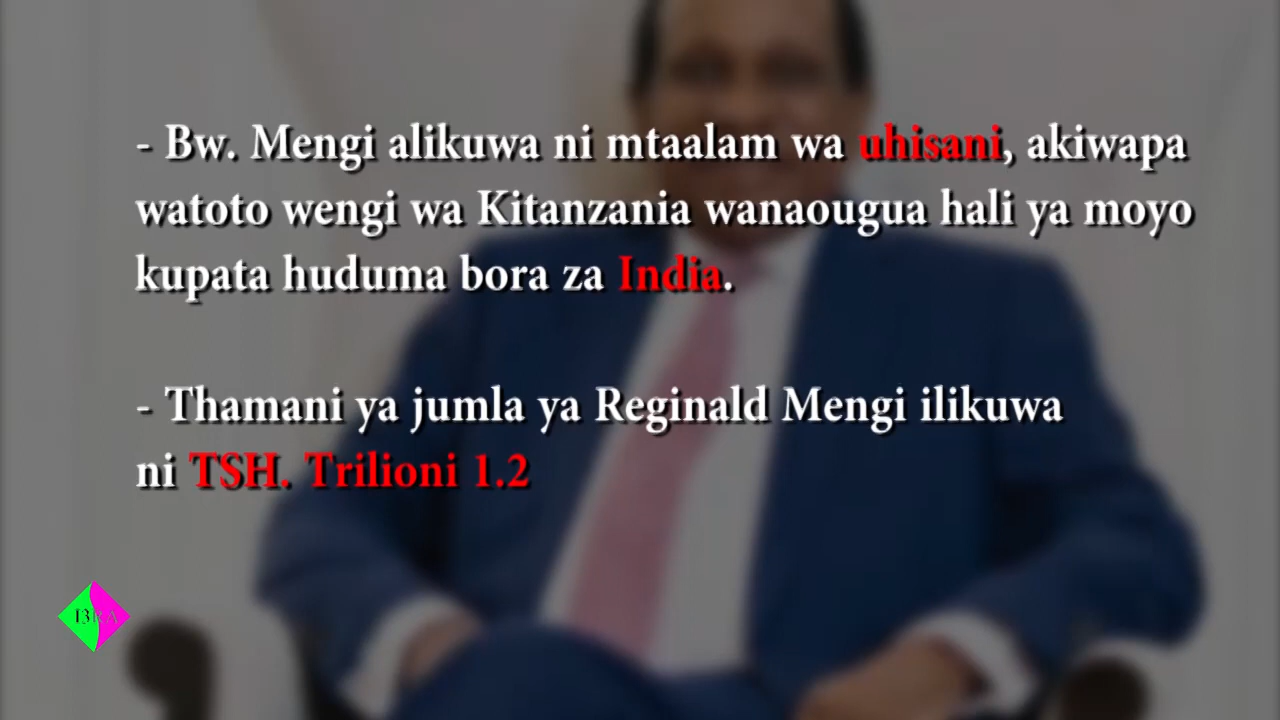 - Bw. Mengi alikuwa ni mtaalam wa uhisani, akiwapa
watoto wengi wa Kitanzania wanaougua hali ya moyo
kupata huduma bora za India.
- Thamani ya jumla ya Reginald Mengi ilikuwa
ni TSH. Trilioni 1.2